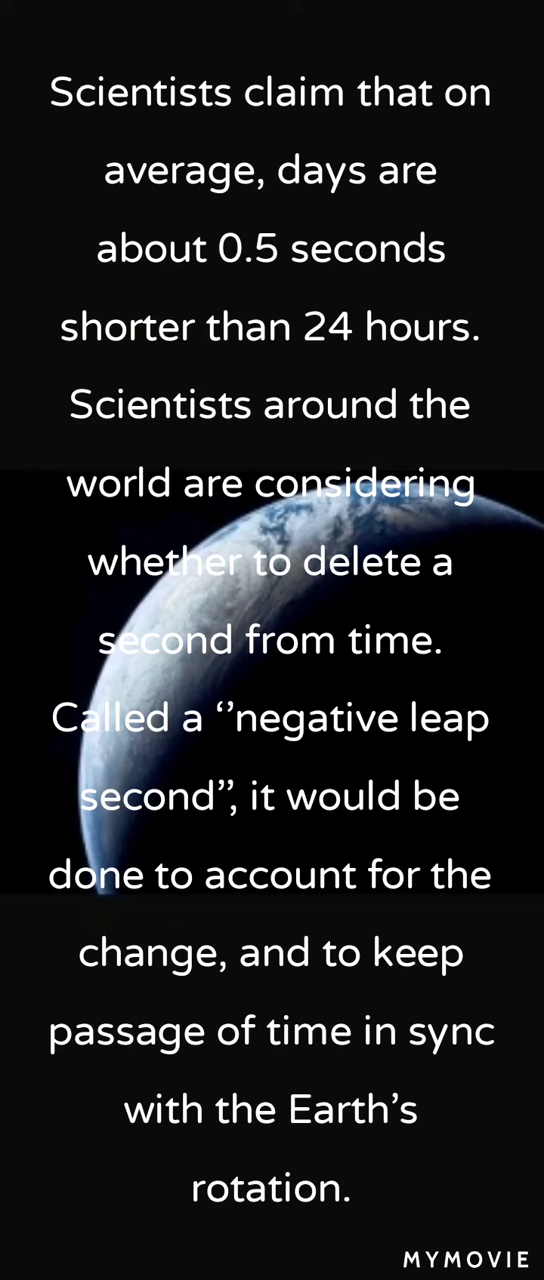 Scientists claim that on
average, days are
about 0.5 seconds
shorter than 24 hours.
Scientists around the
world are considering
whether to delete a
second from time.
Called a ‘’negative leap
second”, it would be
done to account for the
change, and to keep
passage of time in sync
with the Earth’s
rotation.
MYMOVIE